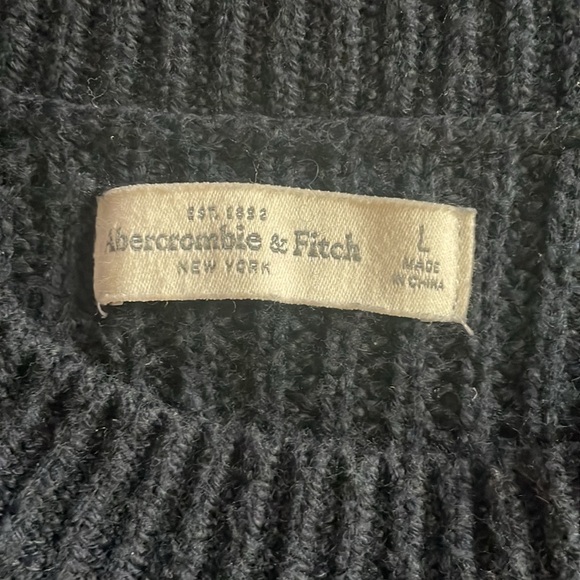 EST. 1892
Abercrombie & Fitch
NEW YORK
L
MADE
IN CHINA